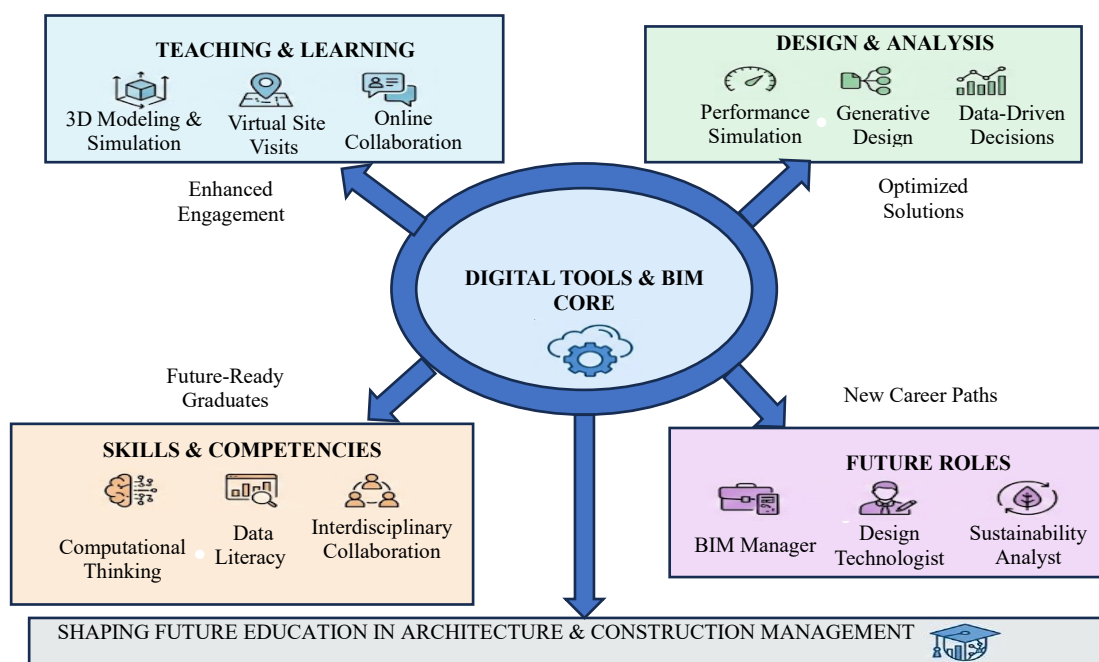 TEACHING & LEARNING
3D Modeling &
Simulation
Virtual Site
Visits
Online
Collaboration
DESIGN & ANALYSIS
Performance
Simulation
Generative
Design
Data-Driven
Decisions
Enhanced
Engagement
Optimized
Solutions
DIGITAL TOOLS & BIM
CORE
Future-Ready
Graduates
New Career Paths
SKILLS & COMPETENCIES
Computational
Thinking
Data
Literacy
Interdisciplinary
Collaboration
FUTURE ROLES
BIM Manager
Design
Technologist
Sustainability
Analyst
SHAPING FUTURE EDUCATION IN ARCHITECTURE & CONSTRUCTION MANAGEMENT